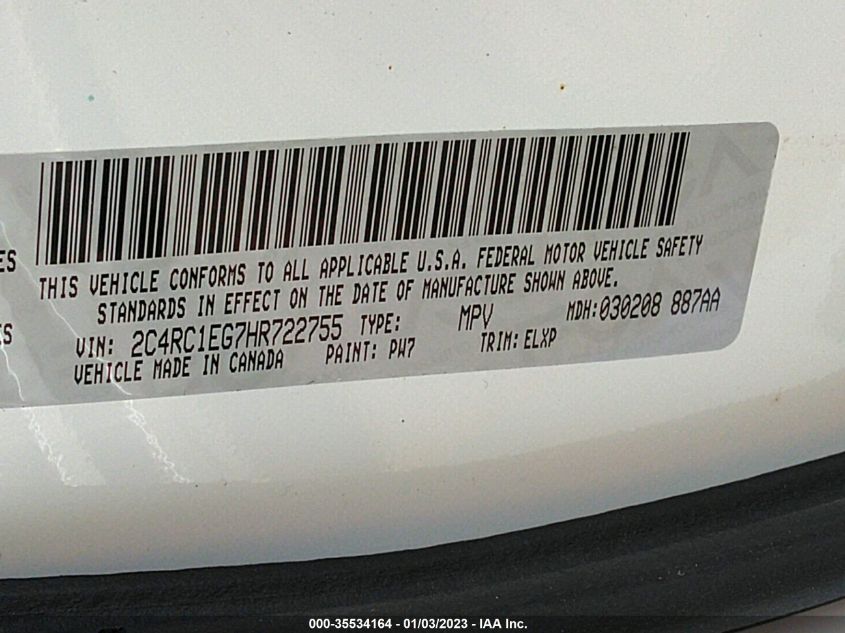 ES
THIS VEHICLE CONFORMS TO ALL APPLICABLE U.S.A. FEDERAL MOTOR VEHICLE SAFETY
STANDARDS IN EFFECT ON THE DATE OF MANUFACTURE SHOWN ABOVE.
ES
VIN: 2C4RC1EG7HR722755 TYPE: MPV MDH:030208 887AA
VEHICLE MADE IN CANADA PAINT: PW7 TRIM: ELXP
000-35534164 - 01/03/2023 - IAA Inc.